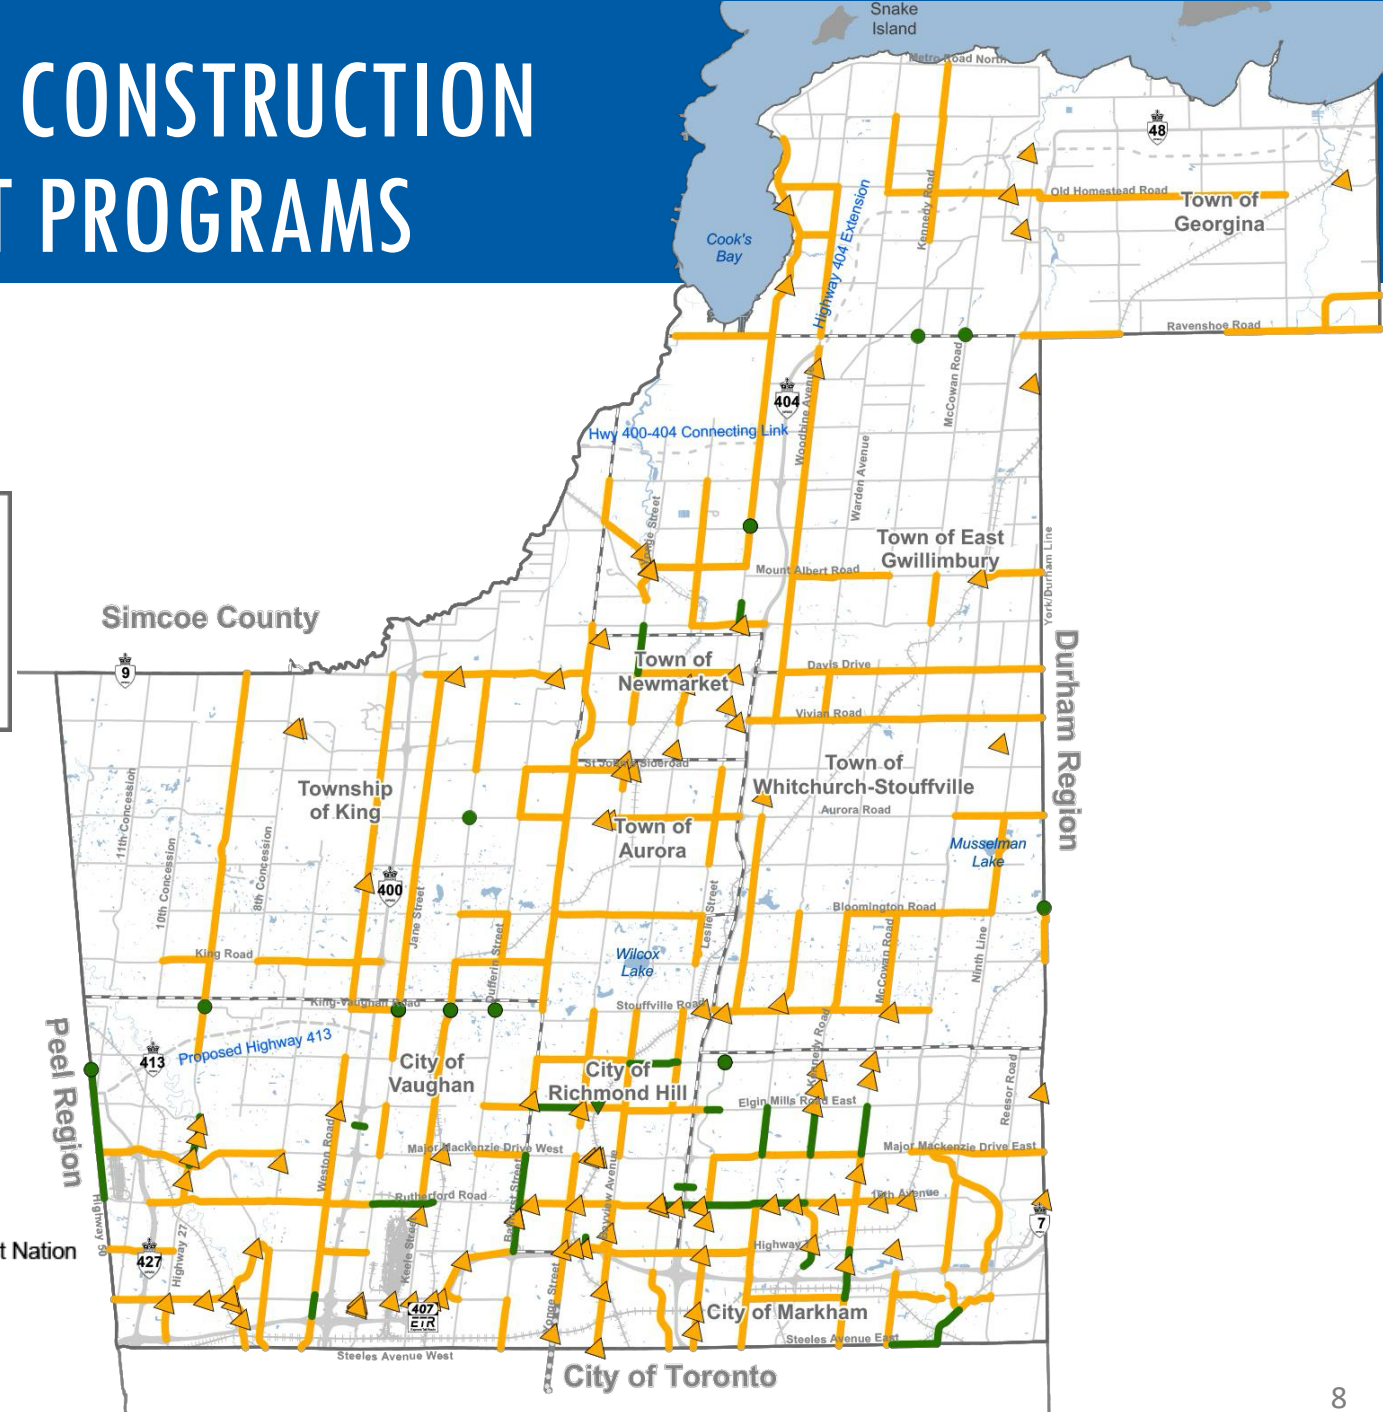 CONSTRUCTION
T PROGRAMS
Snake
Island
Metro Road North
48
Old Homestead Road
Town of
Georgina
Kennedy Road
Cook's
Bay
Highway 404 Extension
Ravenshoe Road
McCowan Road
404
Woodbine Avenue
Hwy 400-404 Connecting Link
Warden Avenue
Street
Town of East
Gwillimbury
York/Durham Line
Mount Albert Road
Simcoe County
Durham Region
9
Town of
Newmarket
Davis Drive
Vivian Road
St John's Sideroad
Town of
Whitchurch-Stouffville
Township
of King
11th Concession
Aurora Road
Town of
Aurora
10th Concession
8th Concession
Musselman
Lake
400
Jane Street
Leslie Street
Bloomington Road
King Road
Dufferin Street
Wilcox
Lake
McCowan Road
Ninth Line
King-Vaughan Road
Stouffville Road
Peel Region
413
Proposed Highway 413
City of
Vaughan
City of
Richmond Hill
Kennedy Road
Reesor Road
Elgin Mills Road East
Weston Road
Major Mackenzie Drive West
Major Mackenzie Drive East
Rutherford Road
Bathurst Street
Bayview Avenue
16th Avenue
7
t Nation
Highway 50
427
Highway 27
Keele Street
Highway
Yonge Street
407
ETR
City of Markham
Steeles Avenue East
Steeles Avenue West
City of Toronto
8